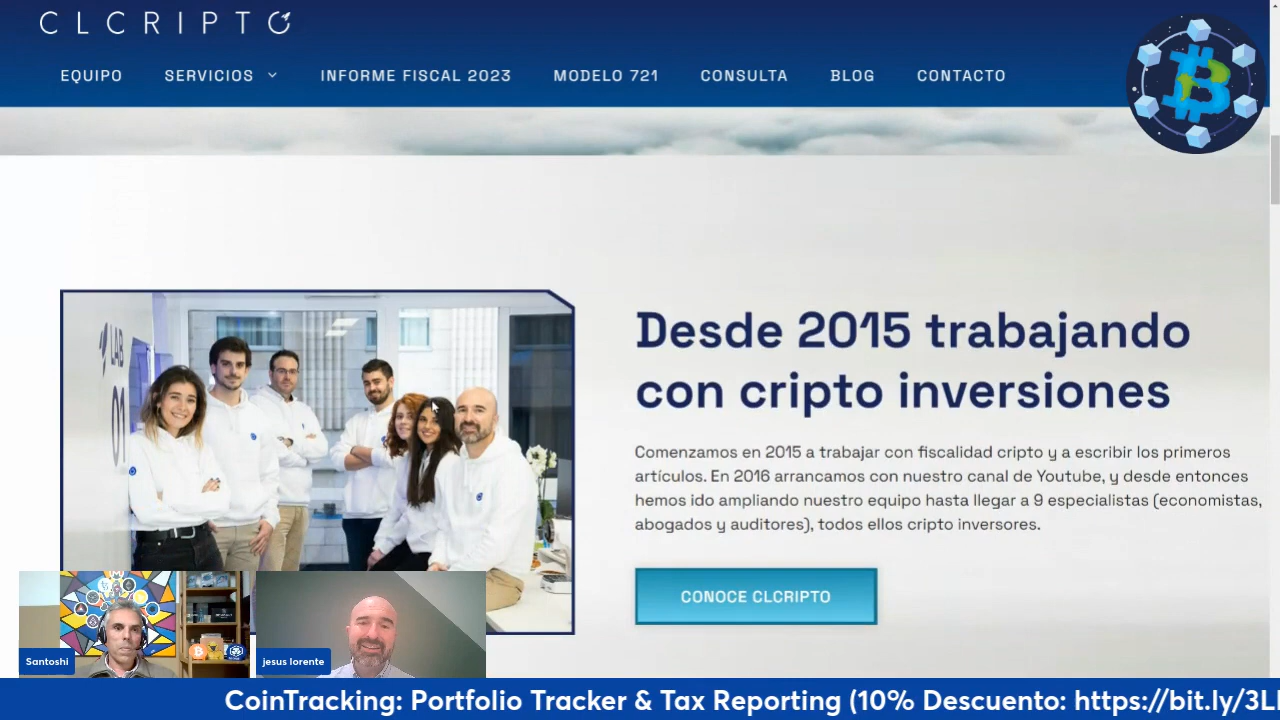 CLCRIPTO
EQUIPO SERVICIOS INFORME FISCAL 2023 MODELO 721 CONSULTA BLOG CONTACTO
LAB
01
Desde 2015 trabajando
con cripto inversiones
Comenzamos en 2015 a trabajar con fiscalidad cripto y a escribir los primeros
artículos. En 2016 arrancamos con nuestro canal de Youtube, y desde entonces
hemos ido ampliando nuestro equipo hasta llegar a 9 especialistas (economistas,
abogados y auditores), todos ellos cripto inversores.
CONOCE CLCRIPTO
Santoshi
jesus lorente
CoinTracking: Portfolio Tracker & Tax Reporting (10% Descuento: https://bit.ly/3L